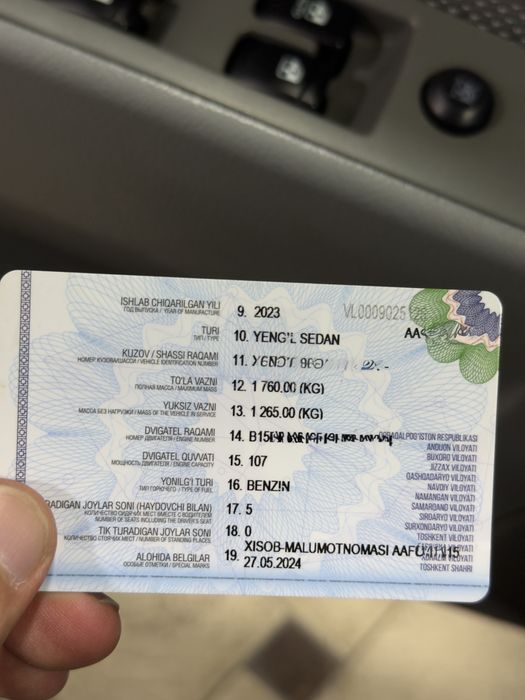 ISHLAB CHIQARILGAN YILI
ГОД ВЫПУСКА / YEAR OF MANUFACTURE
9. 2023
TURI
ТИП / TYPE
10. YENG'L SEDAN
AA
KUZOV / SHASSI RAQAMI
НОМЕР КУЗОВА/ШАССИ / VEHICLE IDENTIFICATION NUMBER
11.
TO'LA VAZNI
ПОЛНАЯ МАССА / MAXIMUM MASS
12. 1 760.00 (KG)
YUKSIZ VAZNI
МАССА БЕЗ НАГРУЗКИ / MASS OF THE VEHICLE IN SERVICE
13. 1 265.00 (KG)
DVIGATEL RAQAMI
НОМЕР ДВИГАТЕЛЯ / ENGINE NUMBER
14.
DVIGATEL QUVVATI
МОЩНОСТЬ ДВИГАТЕЛЯ / ENGINE CAPACITY
15. 107
YONILG'I TURI
ТИП ГОРЮЧЕГО / TYPE OF FUEL
16. BENZIN
JOYLAR SONI (HAYDOVCHI BILAN)
КОЛИЧЕСТВО СИДЯЧИХ МЕСТ ВМЕСТЕ С ВОДИТЕЛЕМ
NUMBER OF SEATS INCLUDING THE DRIVER'S SEAT
17. 5
TIK TURADIGAN JOYLAR SONI
КОЛИЧЕСТВО СТОЯЧИХ МЕСТ / NUMBER OF STANDING PLACES
18. 0
ALOHIDA BELGILAR
ОСОБЫЕ ОТМЕТКИ / SPECIAL MARKS
19. XISOB-MALUMOTNOMASI
27.05.2024
RESPUBLIKASI
ANDIJON VILOYATI
BUXORO VILOYATI
JIZZAX VILOYATI
QASHQADARYO VILOYATI
NAVOIY VILOYATI
NAMANGAN VILOYATI
SAMARQAND VILOYATI
SIRDARYO VILOYATI
SURXONDARYO VILOYATI
TOSHKENT VILOYATI
TOSHKENT SHAHRI